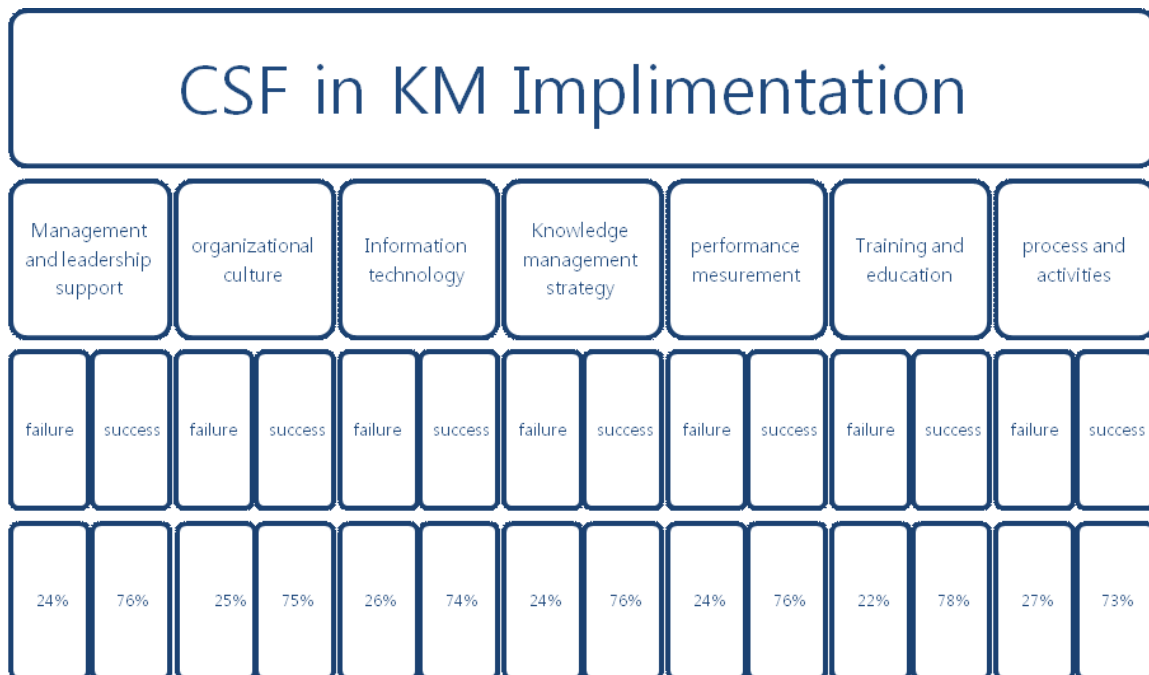 CSF in KM Implimentation
Management
and leadership
support
organizational
culture
Information
technology
Knowledge
management
strategy
performance
mesurement
Training and
education
process and
activities
failure success failure success failure success failure success failure success failure success failure success
24% 76% 25% 75% 26% 74% 24% 76% 24% 76% 22% 78% 27% 73%